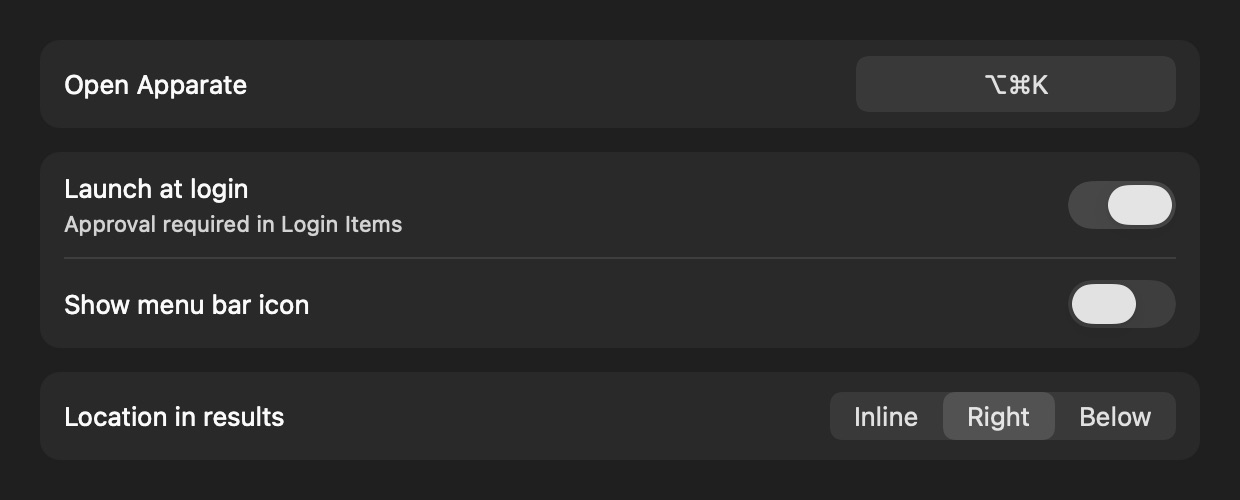 Open Apparate
⌥⌘K
Launch at login
Approval required in Login Items
Show menu bar icon
Location in results
Inline Right Below